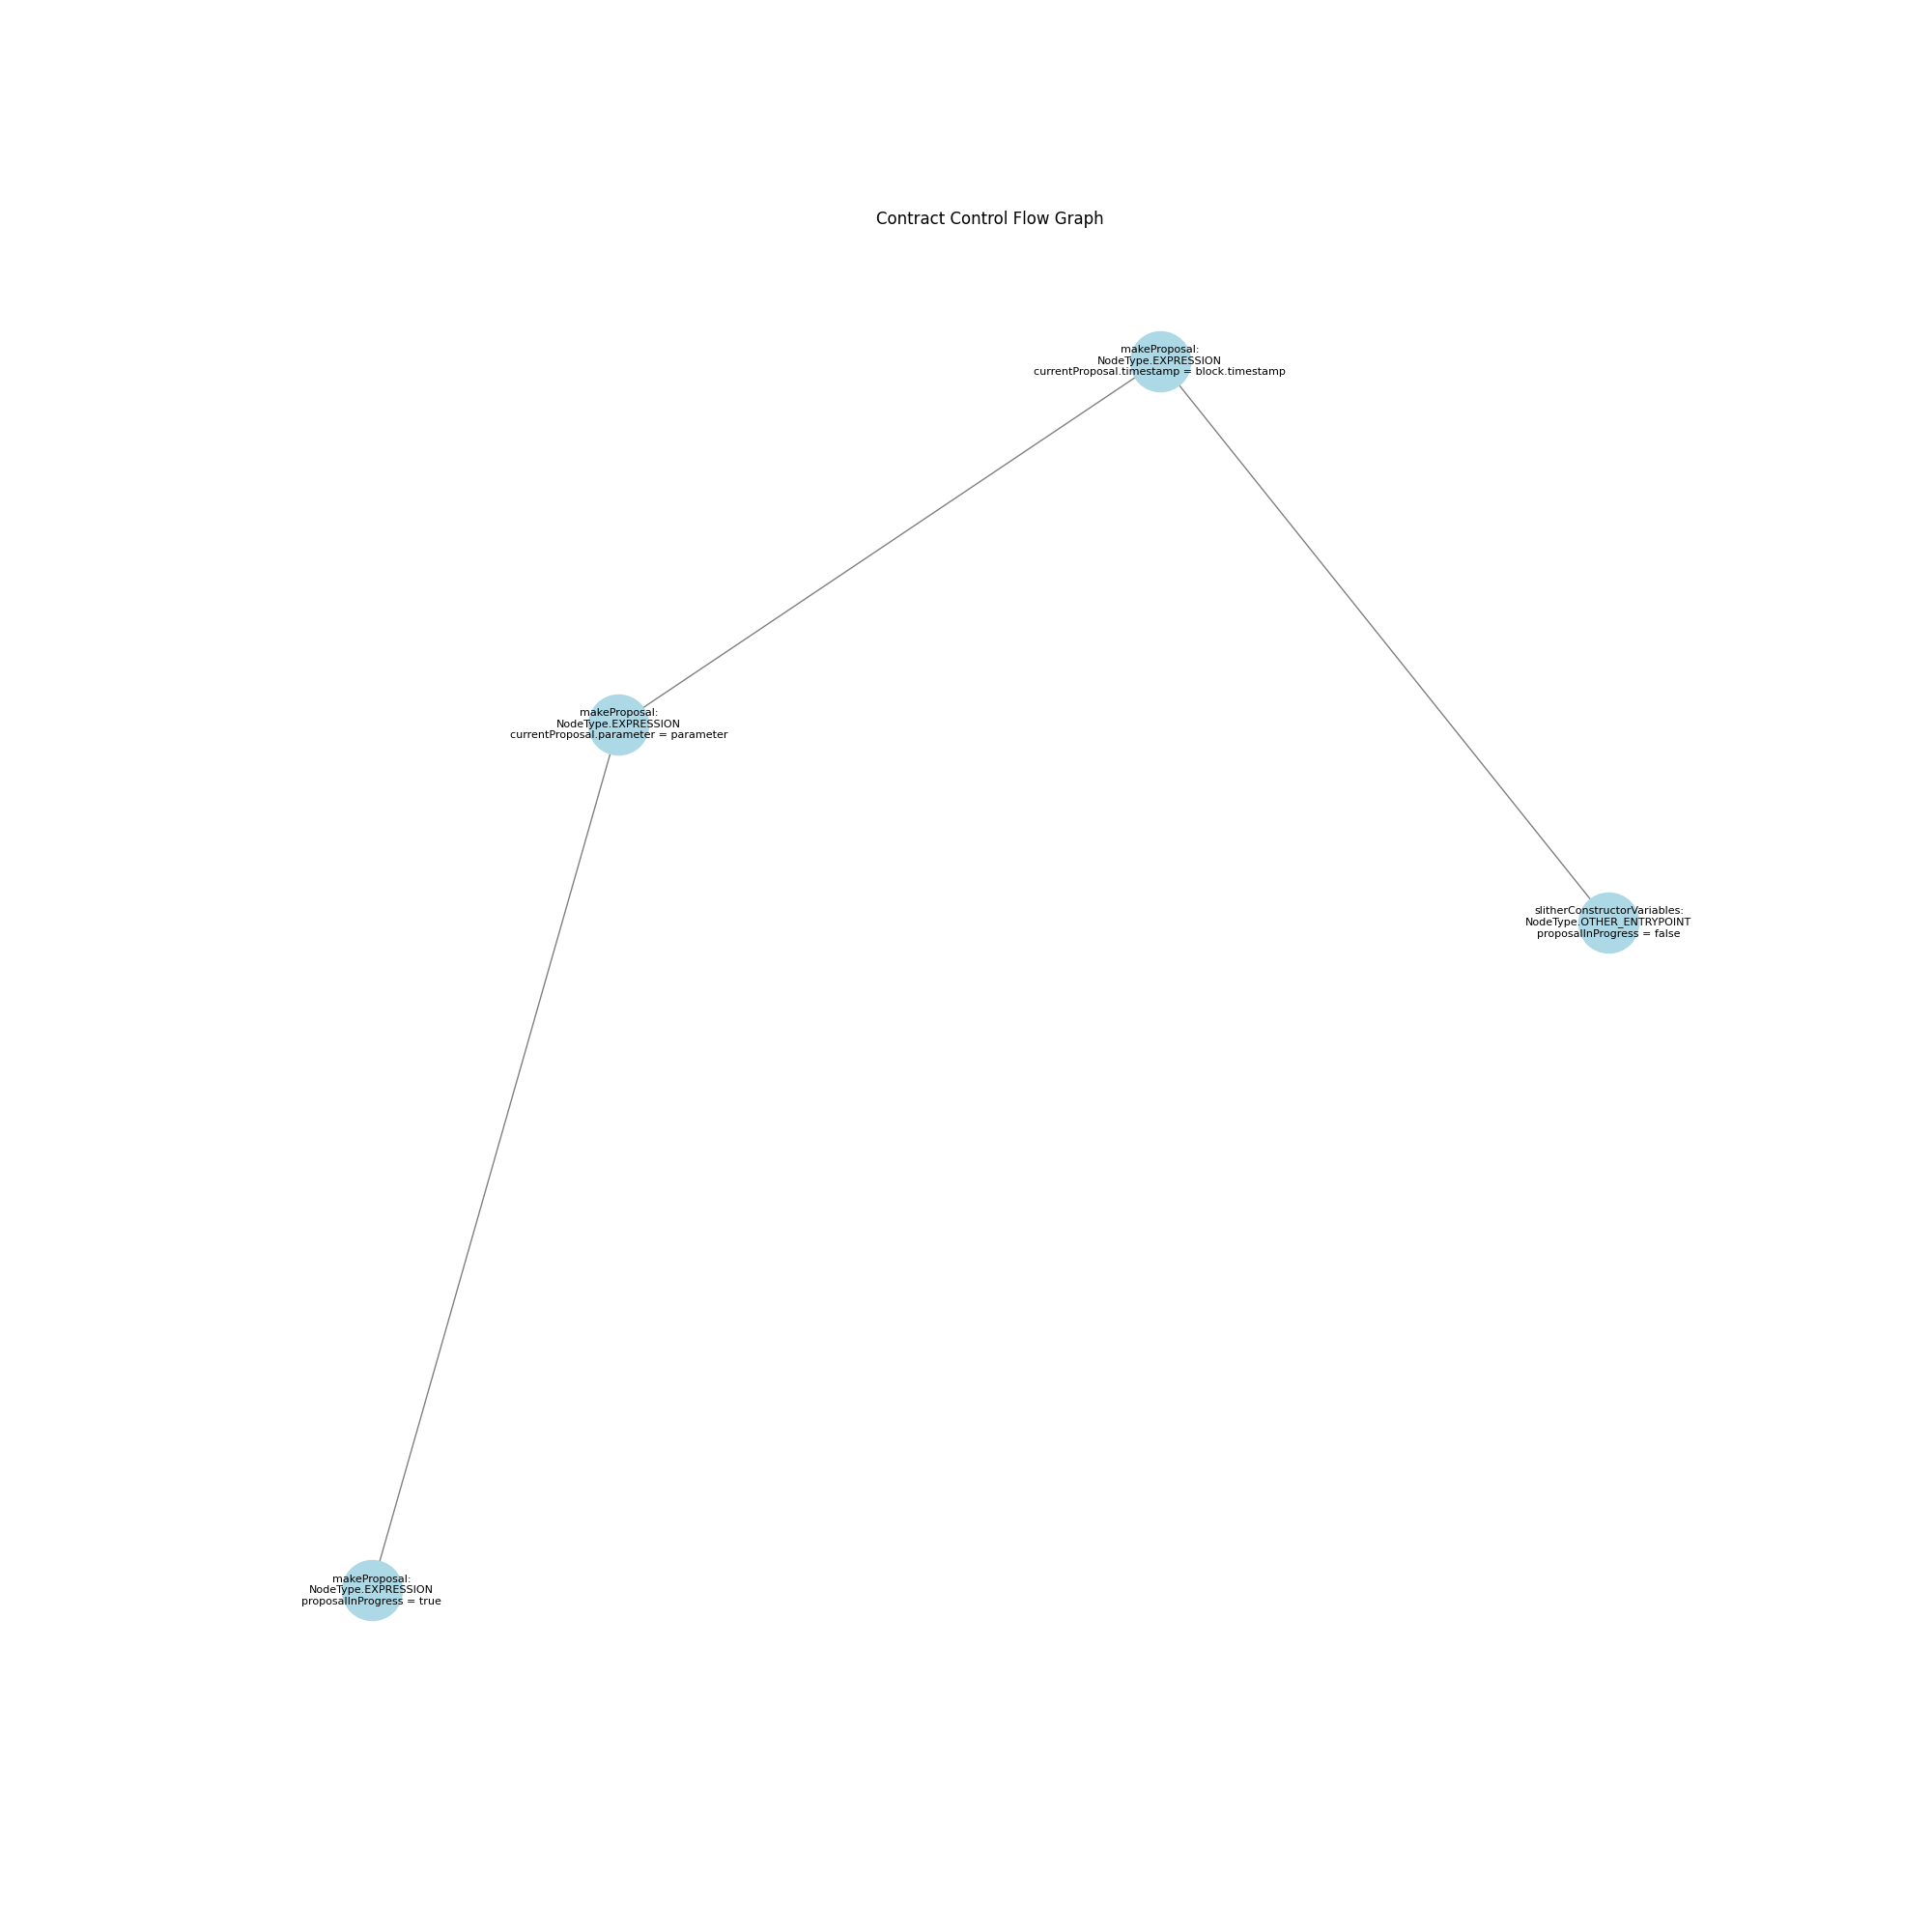 Contract Control Flow Graph
makeProposal:
NodeType.EXPRESSION
currentProposal.timestamp = block.timestamp
makeProposal:
NodeType.EXPRESSION
currentProposal.parameter = parameter
slitherConstructorVariables:
NodeType.OTHER_ENTRYPOINT
proposalInProgress = false
makeProposal:
NodeType.EXPRESSION
proposalInProgress = true